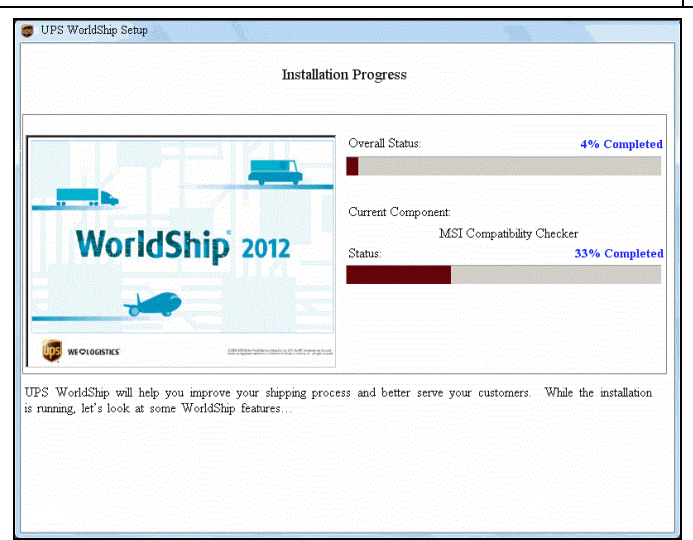 UPS WorldShip Setup
Installation Progress
Overall Status:
4% Completed
Current Component:
MSI Compatibility Checker
Status:
33% Completed
WorldShip® 2012
ups
WE ♡ LOGISTICS
UPS WorldShip will help you improve your shipping process and better serve your customers. While the installation
is running, let's look at some WorldShip features...